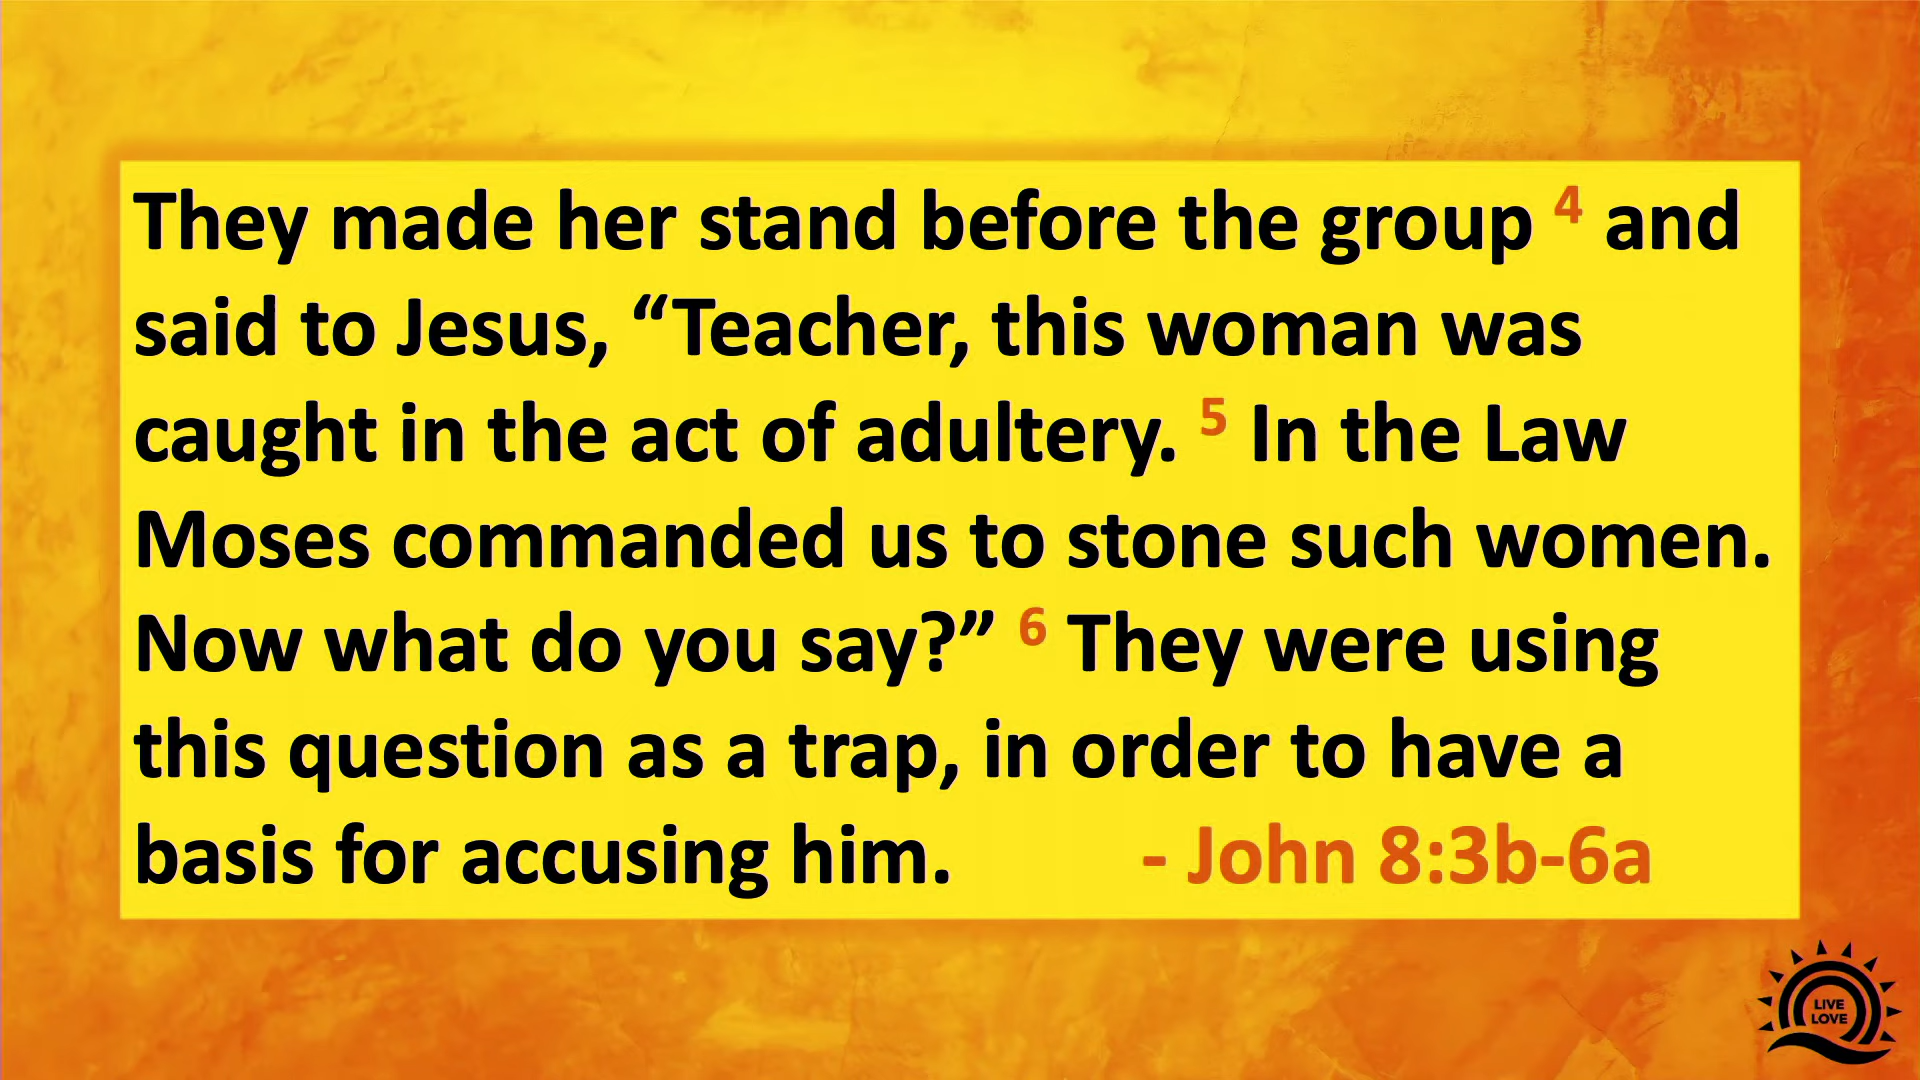 They made her stand before the group 4 and
said to Jesus, “Teacher, this woman was
caught in the act of adultery. 5 In the Law
Moses commanded us to stone such women.
Now what do you say?” 6 They were using
this question as a trap, in order to have a
basis for accusing him. - John 8:3b-6a
LIVE
LOVE